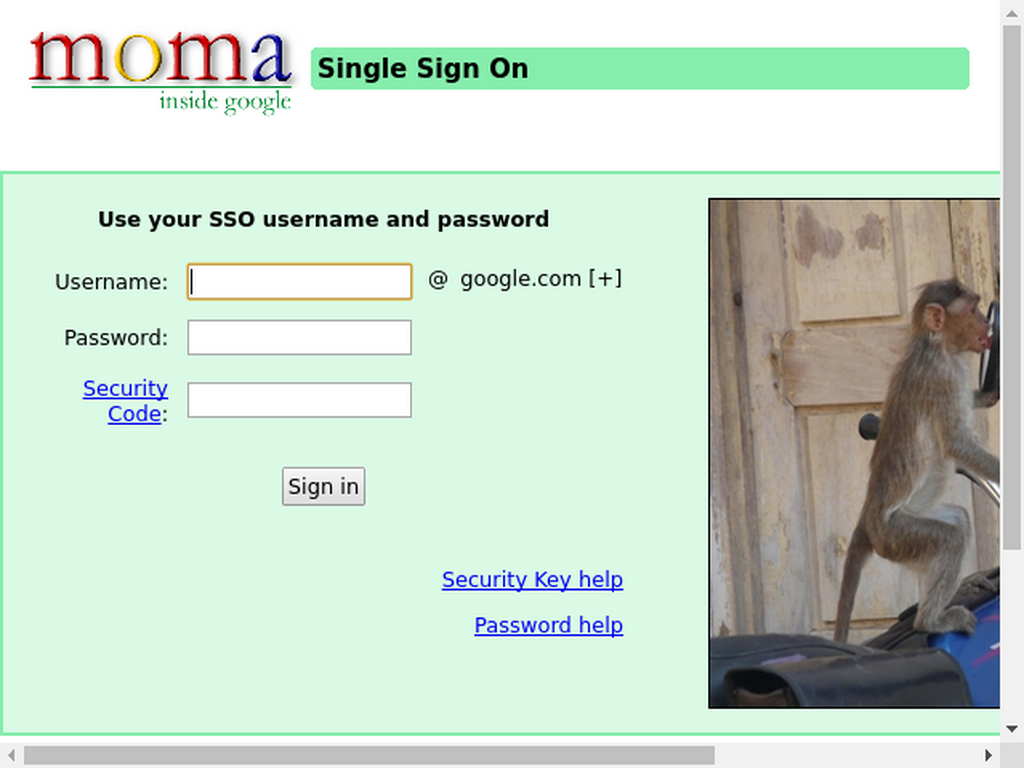 moma
inside google
Single Sign On
Use your SSO username and password
Username:
@ google.com [+]
Password:
Security
Code:
Sign in
Security Key help
Password help